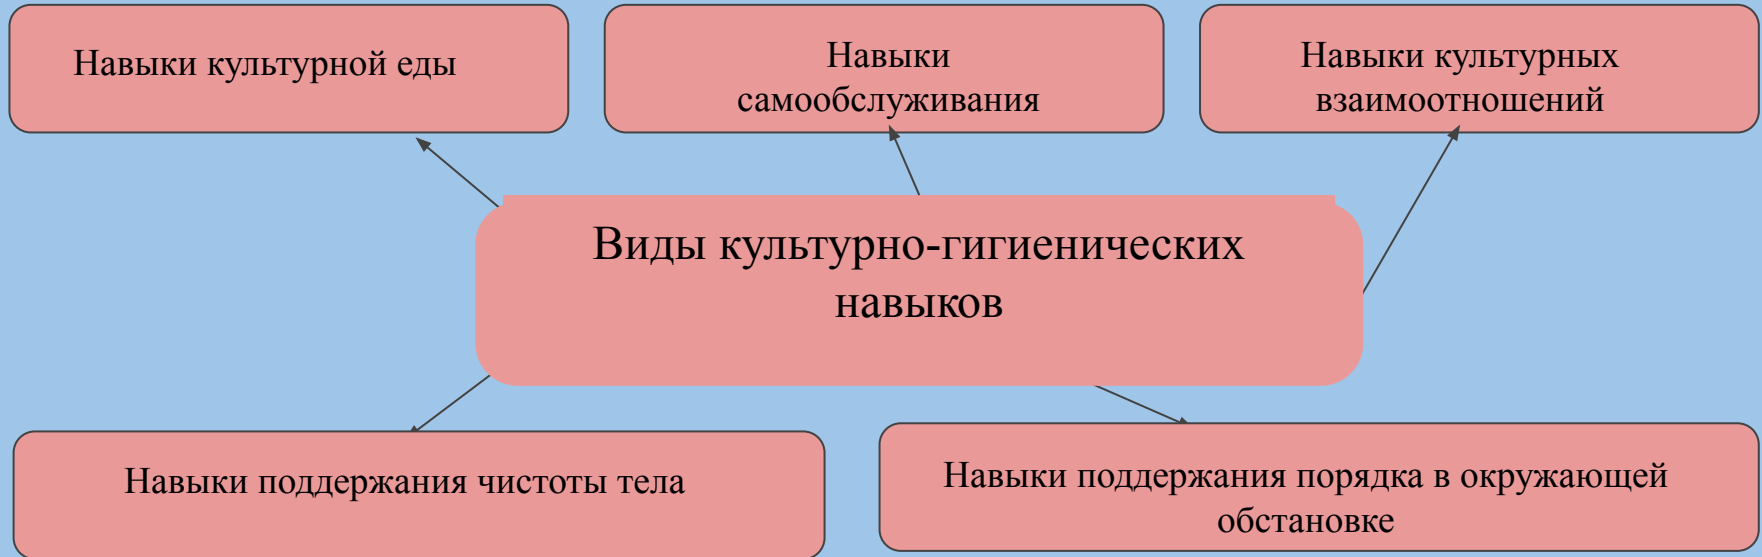 Навыки культурной еды
Навыки
самообслуживания
Навыки культурных
взаимоотношений
Виды культурно-гигиенических
навыков
Навыки поддержания чистоты тела
Навыки поддержания порядка в окружающей
обстановке